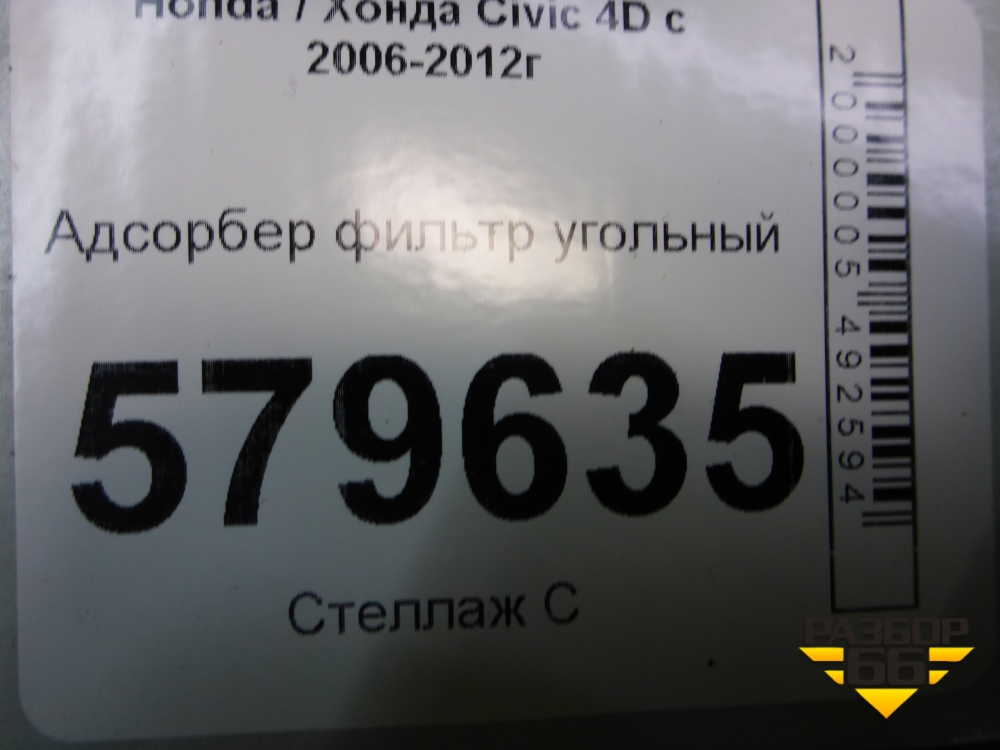 Honda / Хонда Civic 4D с
2006-2012г
Адсорбер фильтр угольный
579635
Стеллаж С
2000005492594
РАЗБОР
66